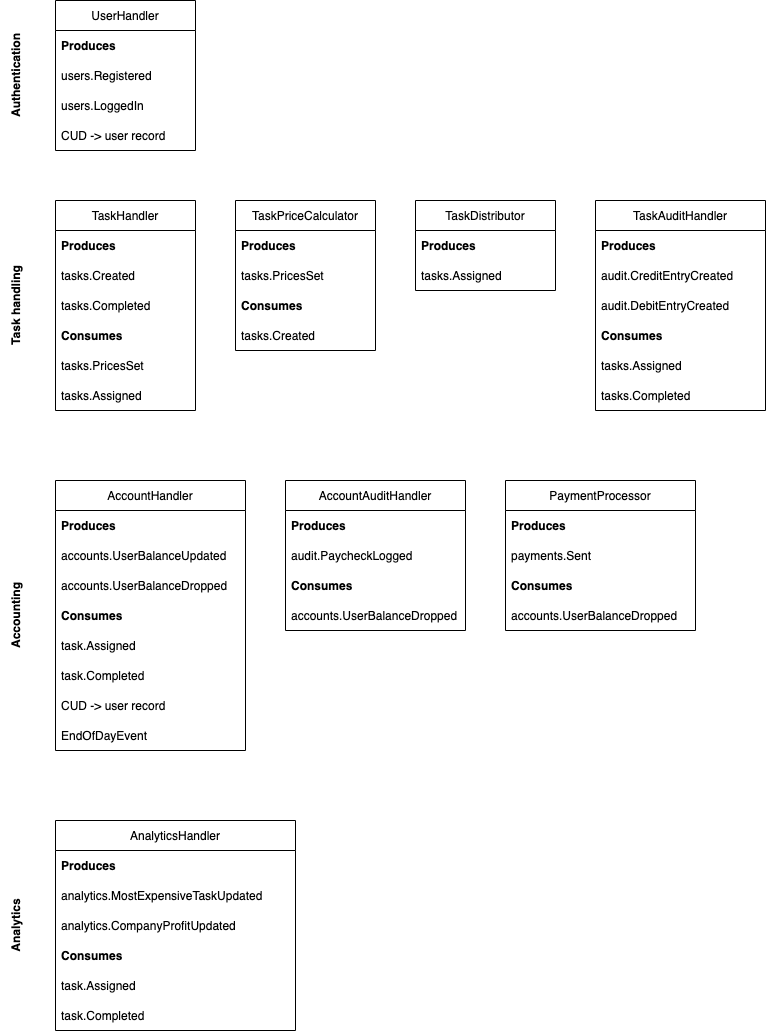 Authentication
UserHandler
Produces
users.Registered
users.LoggedIn
CUD -> user record
Task handling
TaskHandler
Produces
tasks.Created
tasks.Completed
Consumes
tasks.PricesSet
tasks.Assigned
TaskPriceCalculator
Produces
tasks.PricesSet
Consumes
tasks.Created
TaskDistributor
Produces
tasks.Assigned
TaskAuditHandler
Produces
audit.CreditEntryCreated
audit.DebitEntryCreated
Consumes
tasks.Assigned
tasks.Completed
Accounting
AccountHandler
Produces
accounts.UserBalanceUpdated
accounts.UserBalanceDropped
Consumes
task.Assigned
task.Completed
CUD -> user record
EndOfDayEvent
AccountAuditHandler
Produces
audit.PaycheckLogged
Consumes
accounts.UserBalanceDropped
PaymentProcessor
Produces
payments.Sent
Consumes
accounts.UserBalanceDropped
Analytics
AnalyticsHandler
Produces
analytics.MostExpensiveTaskUpdated
analytics.CompanyProfitUpdated
Consumes
task.Assigned
task.Completed